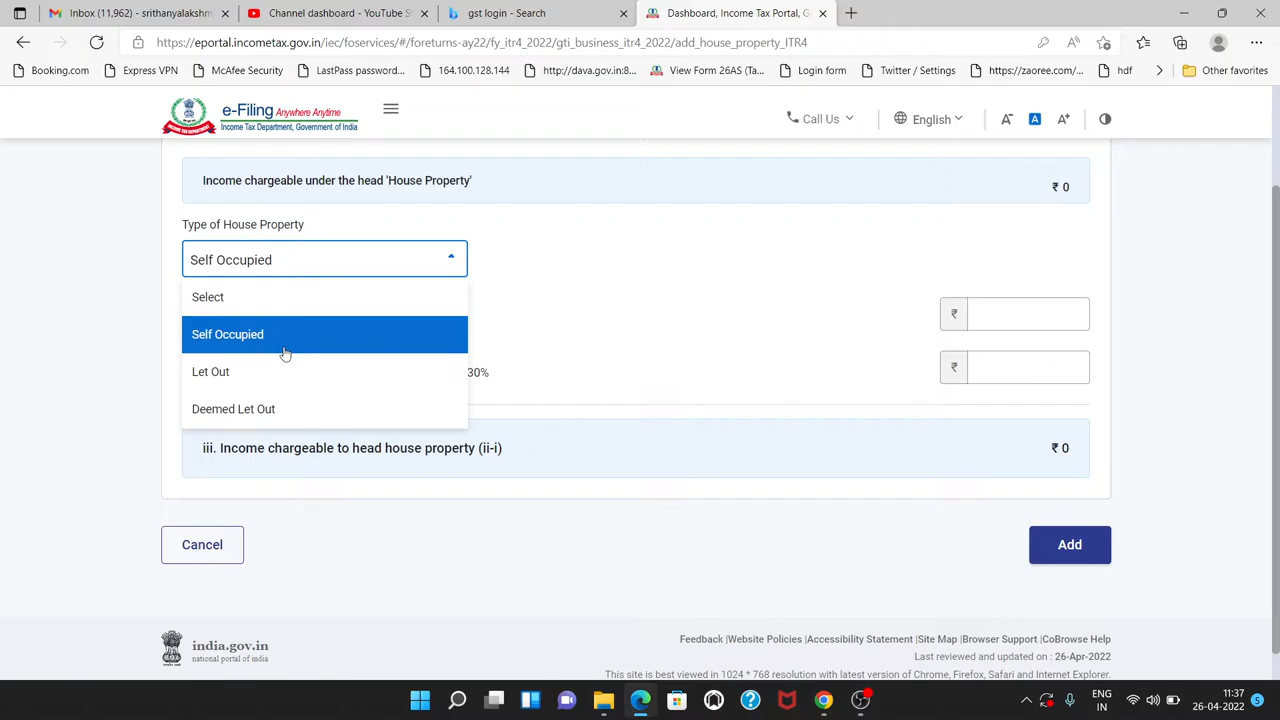 Inbox (11,962) - srithanyalakshm
Channel dashboard - YouTube S
gst login - Search
Dashboard, Income Tax Portal, G
https://eportal.incometax.gov.in/iec/foservices/#/foreturns-ay22/fy_itr4_2022/gti_business_itr4_2022/add_house_property_ITR4
Booking.com
Express VPN
McAfee Security
LastPass password...
164.100.128.144
http://dava.gov.in:8...
View Form 26AS (Ta...
Login form
Twitter / Settings
https://zaoree.com/...
hdf
Other favorites
e-Filing Anywhere Anytime
Income Tax Department, Government of India
Call Us
English
A-
A
A+
Income chargeable under the head 'House Property'
₹ 0
Type of House Property
Self Occupied
Select
Self Occupied
₹
Let Out
30%
₹
Deemed Let Out
iii. Income chargeable to head house property (ii-i)
₹ 0
Cancel
Add
india.gov.in
national portal of india
Feedback |Website Policies |Accessibility Statement |Site Map |Browser Support |CoBrowse Help
Last reviewed and updated on : 26-Apr-2022
This site is best viewed in 1024 * 768 resolution with latest version of Chrome, Firefox, Safari and Internet Explorer.
ENG
IN
11:37
26-04-2022